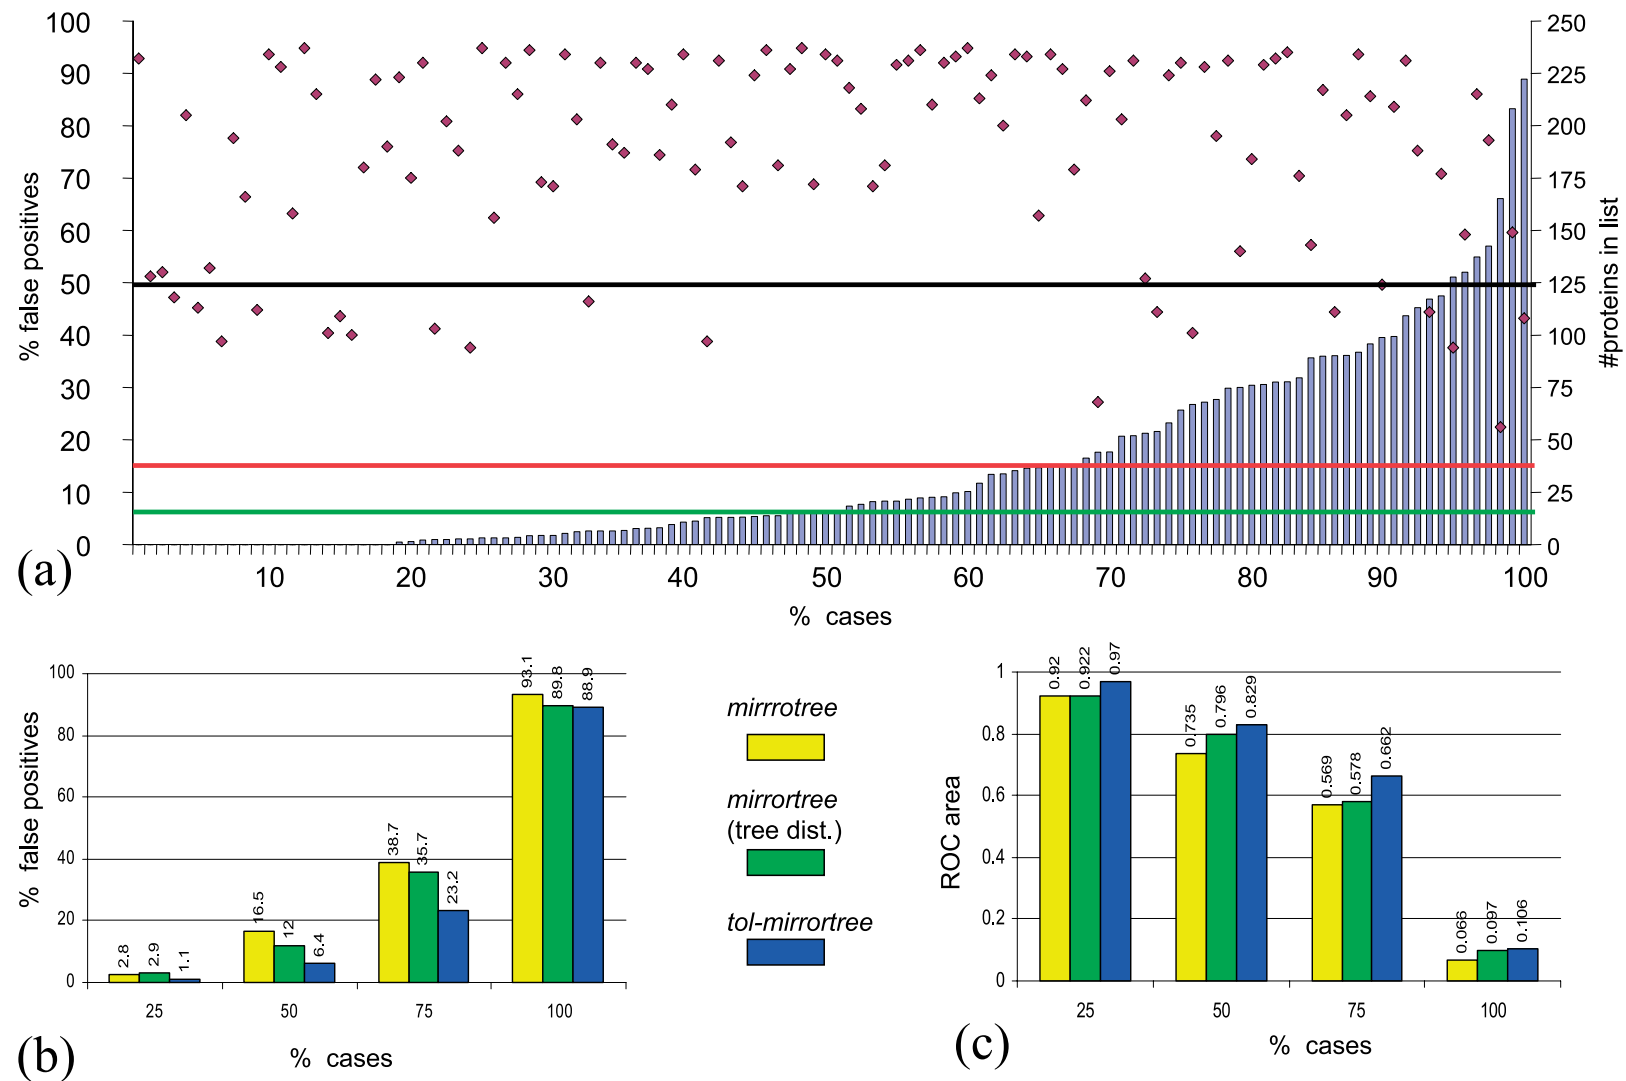 100
90
80
70
60
50
40
30
20
10
0
% false positives
250
225
200
175
150
125
100
75
50
25
0
#proteins in list
10 20 30 40 50 60 70 80 90 100
% cases
(a)
100
80
60
40
20
0
% false positives
2.8 2.9 1.1
16.5 12 6.4
38.7 35.7 23.2
93.1 89.8 88.9
25 50 75 100
% cases
(b)
mirrrotree
mirrortree
(tree dist.)
tol-mirrortree
1
0.8
0.6
0.4
0.2
0
ROC area
0.92 0.922 0.97
0.735 0.796 0.829
0.569 0.578 0.662
0.066 0.097 0.106
25 50 75 100
% cases
(c)